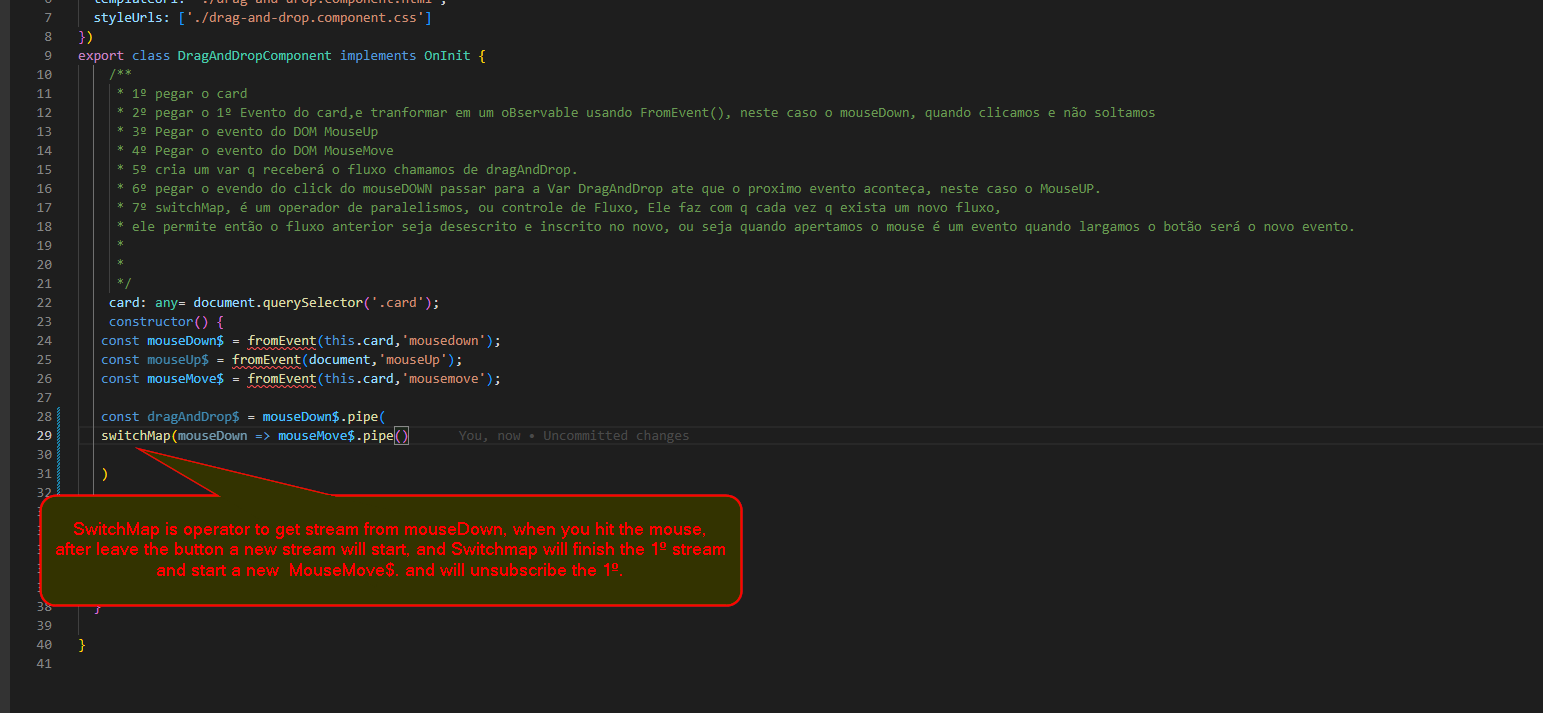 6 templateUrl: './drag-and-drop.component.html',
7 styleUrls: ['./drag-and-drop.component.css']
8 })
9 export class DragAndDropComponent implements OnInit {
10 /**
11 * 1º pegar o card
12 * 2º pegar o 1º Evento do card,e tranformar em um oBservable usando FromEvent(), neste caso o mouseDown, quando clicamos e não soltamos
13 * 3º Pegar o evento do DOM MouseUp
14 * 4º Pegar o evento do DOM MouseMove
15 * 5º cria um var q receberá o fluxo chamamos de dragAndDrop.
16 * 6º pegar o evendo do click do mouseDOWN passar para a Var DragAndDrop ate que o proximo evento aconteça, neste caso o MouseUP.
17 * 7º switchMap, é um operador de paralelismos, ou controle de Fluxo, Ele faz com q cada vez q exista um novo fluxo,
18 * ele permite então o fluxo anterior seja desescrito e inscrito no novo, ou seja quando apertamos o mouse é um evento quando largamos o botão será o novo evento.
19 *
20 *
21 */
22 card: any= document.querySelector('.card');
23 constructor() {
24 const mouseDown$ = fromEvent(this.card,'mousedown');
25 const mouseUp$ = fromEvent(document,'mouseUp');
26 const mouseMove$ = fromEvent(this.card,'mousemove');
27
28 const dragAndDrop$ = mouseDown$.pipe(
29 switchMap(mouseDown => mouseMove$.pipe() You, now • Uncommitted changes
30
31 )
32
SwitchMap is operator to get stream from mouseDown, when you hit the mouse,
after leave the button a new stream will start, and Switchmap will finish the 1º stream
and start a new MouseMove$. and will unsubscribe the 1º.
38 }
39
40 }
41